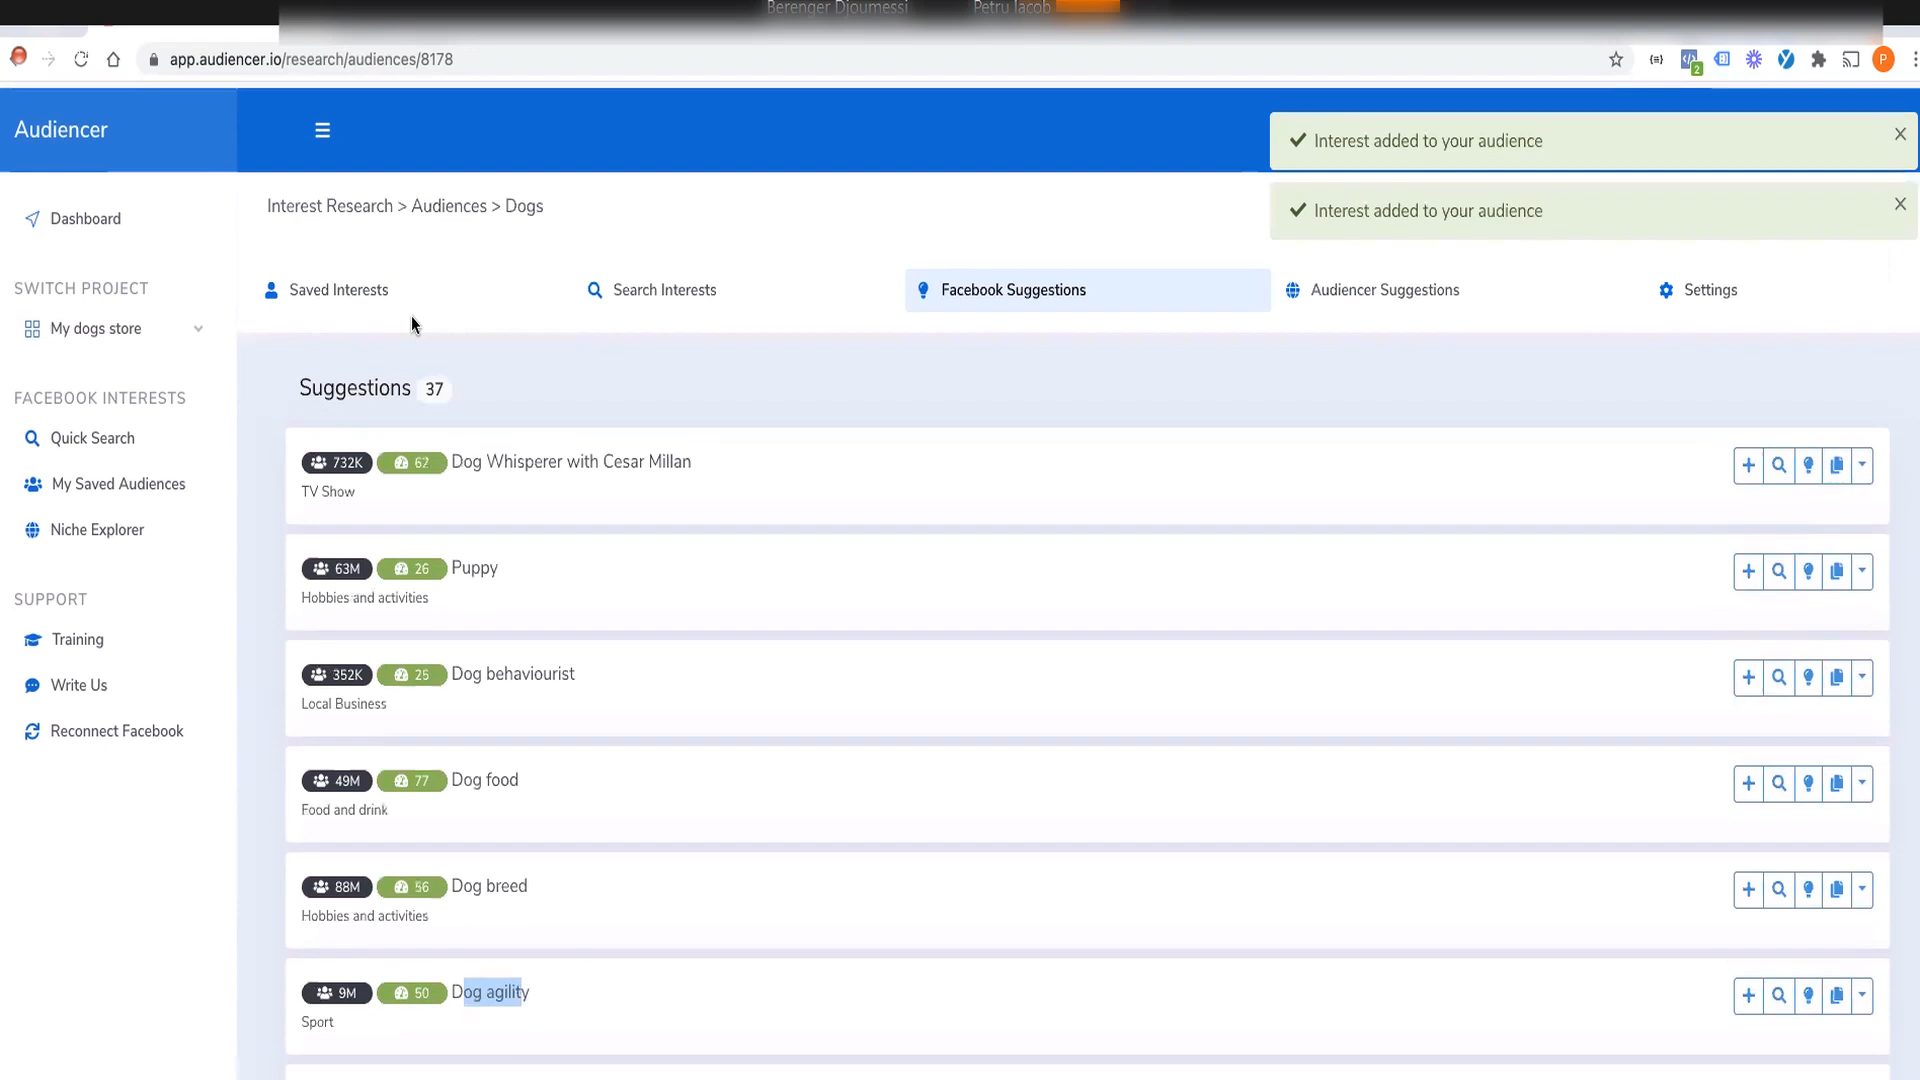 Berenger Djoumessi Petru Iacob
app.audiencer.io/research/audiences/8178
2
P
Audiencer
Interest added to your audience
Interest added to your audience
Interest Research > Audiences > Dogs
Dashboard
SWITCH PROJECT
My dogs store
FACEBOOK INTERESTS
Quick Search
My Saved Audiences
Niche Explorer
SUPPORT
Training
Write Us
Reconnect Facebook
Saved Interests
Search Interests
Facebook Suggestions
Audiencer Suggestions
Settings
Suggestions 37
732K 62 Dog Whisperer with Cesar Millan
TV Show
63M 26 Puppy
Hobbies and activities
352K 25 Dog behaviourist
Local Business
49M 77 Dog food
Food and drink
88M 56 Dog breed
Hobbies and activities
9M 50 Dog agility
Sport